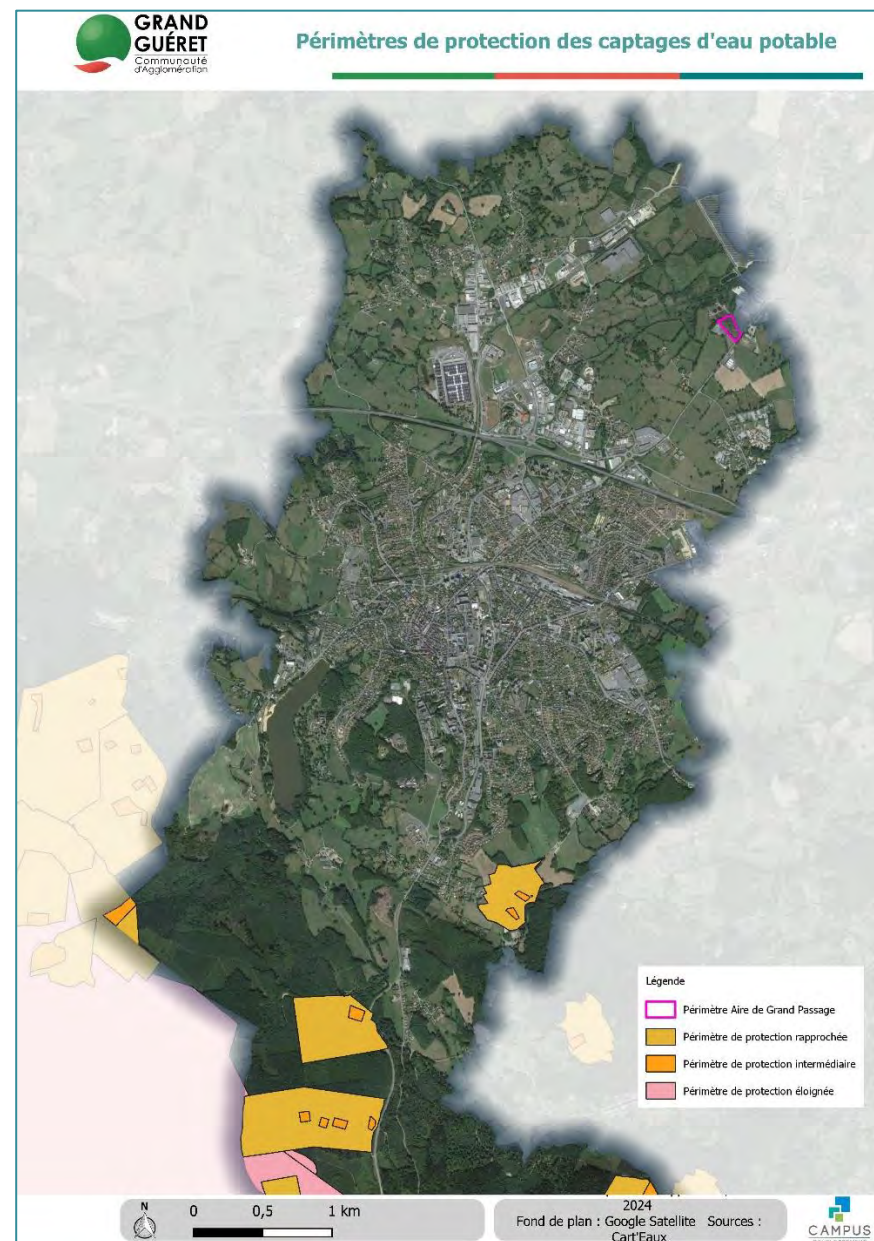 GRAND
GUÉRET
Communauté
d'Agglomération
Périmètres de protection des captages d'eau potable
Légende
Périmètre Aire de Grand Passage
Périmètre de protection rapprochée
Périmètre de protection intermédiaire
Périmètre de protection éloignée
N
0 0,5 1 km
2024
Fond de plan : Google Satellite Sources :
Cart'Eaux
CAMPUS